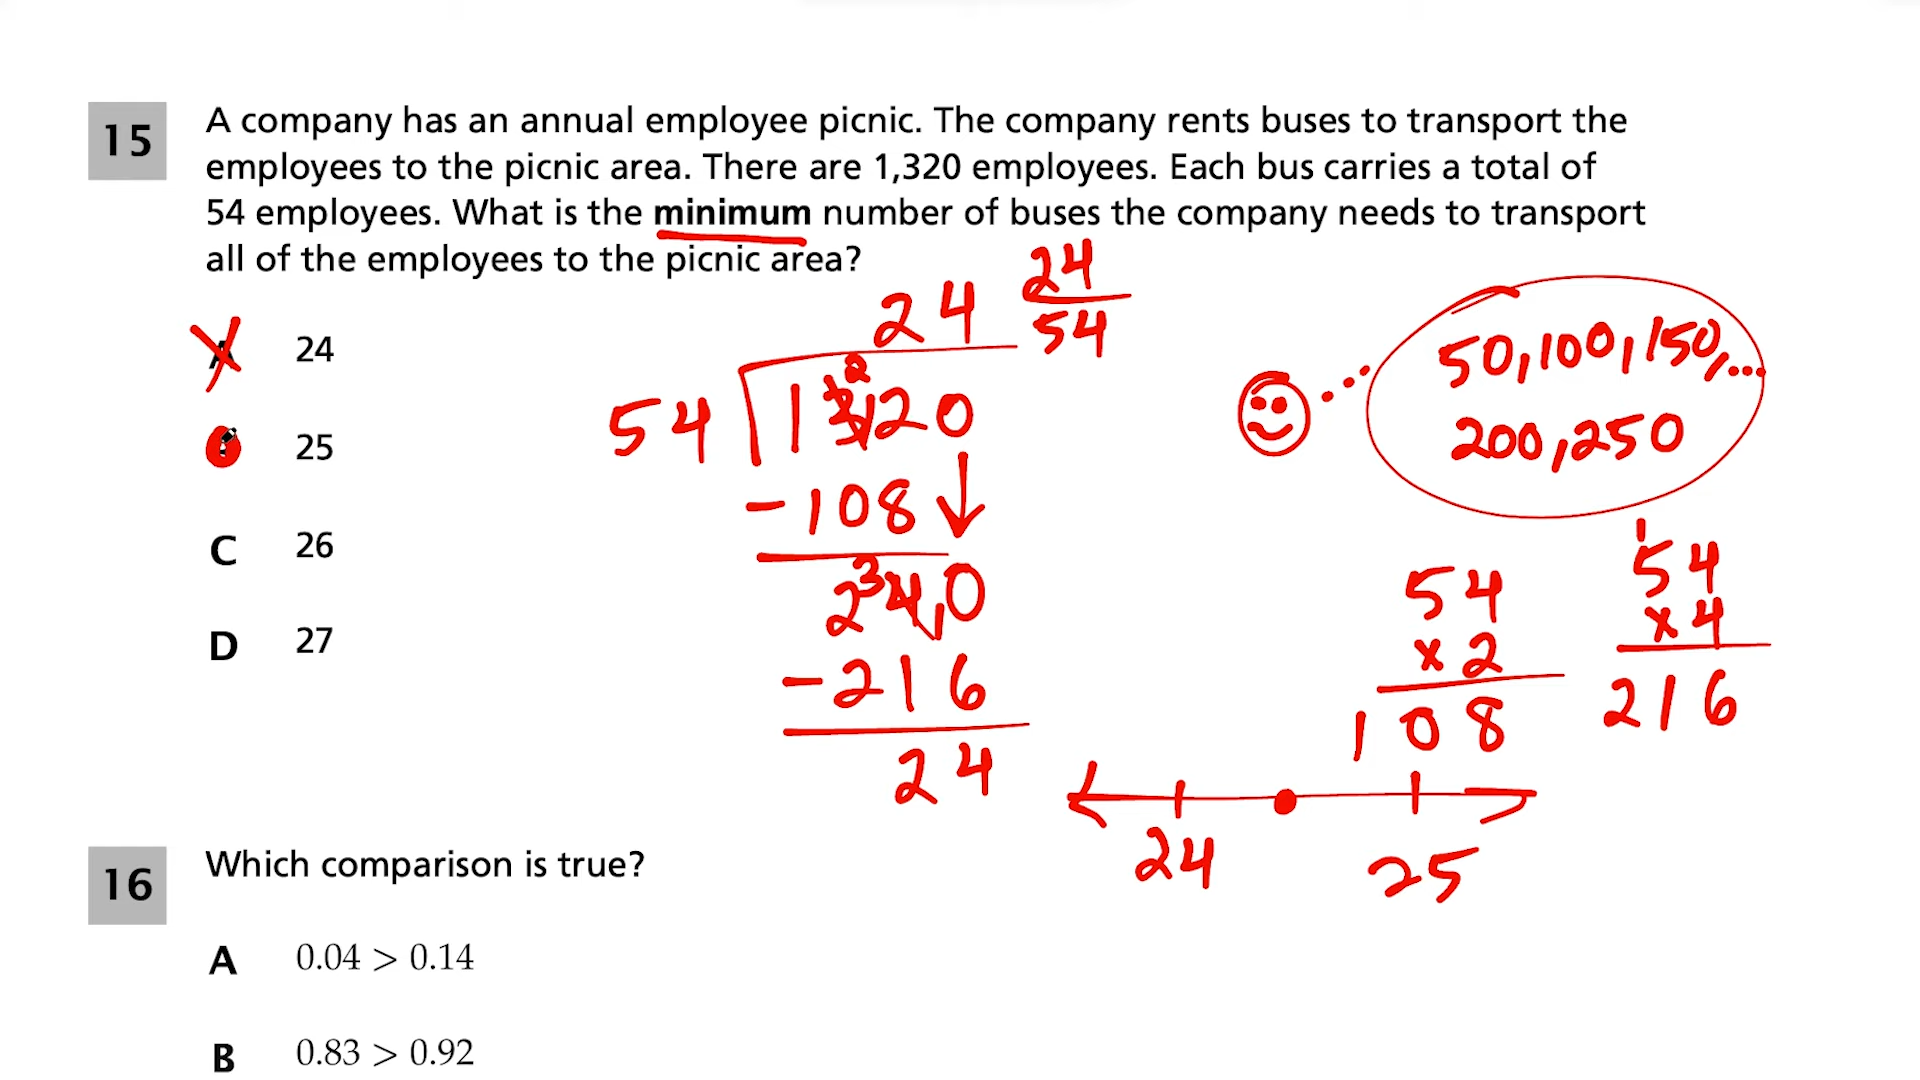 15
A company has an annual employee picnic. The company rents buses to transport the
employees to the picnic area. There are 1,320 employees. Each bus carries a total of
54 employees. What is the minimum number of buses the company needs to transport
all of the employees to the picnic area?
A 24
25
C 26
D 27
24 24/54
54 1320
-108
240
-216
24
50,100,150,...
200,250
54
×2
108
1
54
×4
216
24 25
16
Which comparison is true?
A 0.04 > 0.14
B 0.83 > 0.92